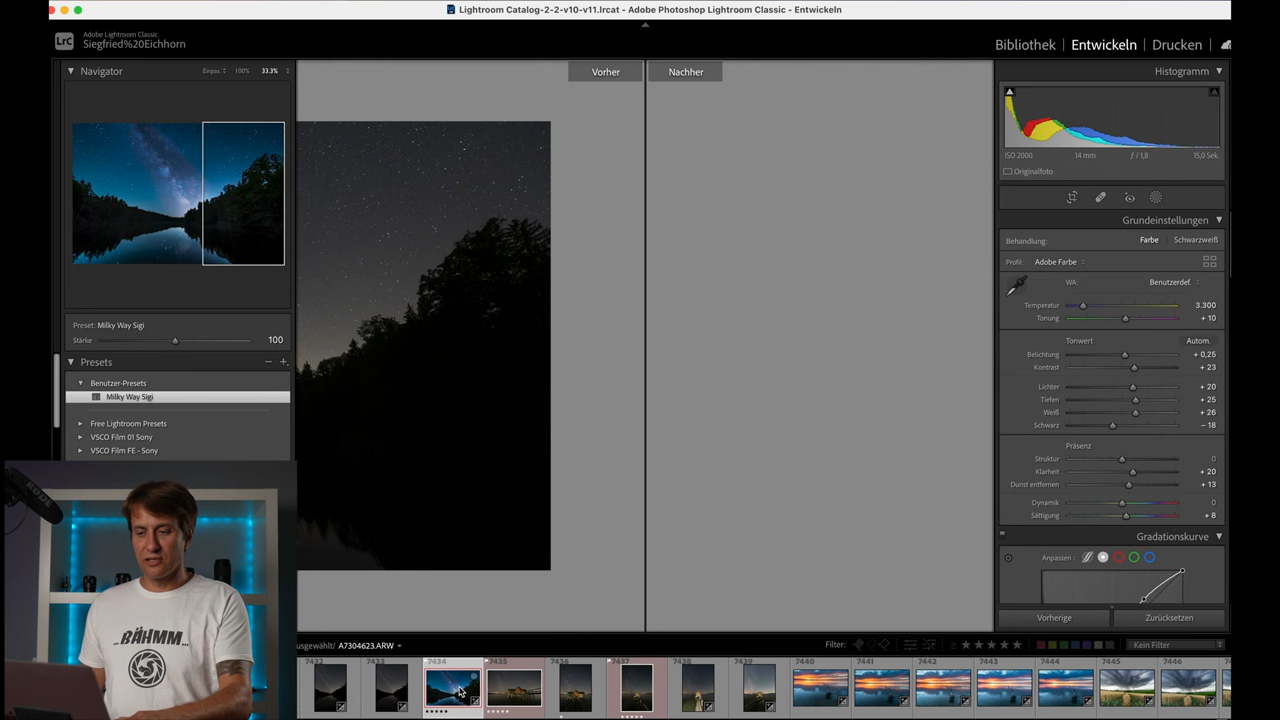 Lightroom Catalog-2-2-v10-v11.lrcat - Adobe Photoshop Lightroom Classic - Entwickeln
LrC
Adobe Lightroom Classic
Siegfried%20Eichhorn
Bibliothek | Entwickeln | Drucken |
Navigator
Einpas.
100%
33.3%
Vorher
Nachher
Histogramm
ISO 2000
14 mm
ƒ / 1,8
15,0 Sek.
Originalfoto
Grundeinstellungen
Behandlung:
Farbe
Schwarzweiß
Profil:
Adobe Farbe
WA:
Benutzerdef.
Temperatur
3.300
Tonung
+ 10
Tonwert
Autom.
Belichtung
+ 0,25
Kontrast
+ 23
Lichter
+ 20
Tiefen
+ 25
Weiß
+ 26
Schwarz
– 18
Präsenz
Struktur
0
Klarheit
+ 20
Dunst entfernen
+ 13
Dynamik
0
Sättigung
+ 8
Gradationskurve
Anpassen:
Vorherige
Zurücksetzen
Preset: Milky Way Sigi
Stärke
100
Presets
Benutzer-Presets
Milky Way Sigi
Free Lightroom Presets
VSCO Film 01 Sony
VSCO Film FE - Sony
RØDE
..BÄHMM..
ausgewählt/ A7304623.ARW
Filter:
Kein Filter
7432
7433
7434
7435
7436
7437
7438
7439
7440
7441
7442
7443
7444
7445
7446